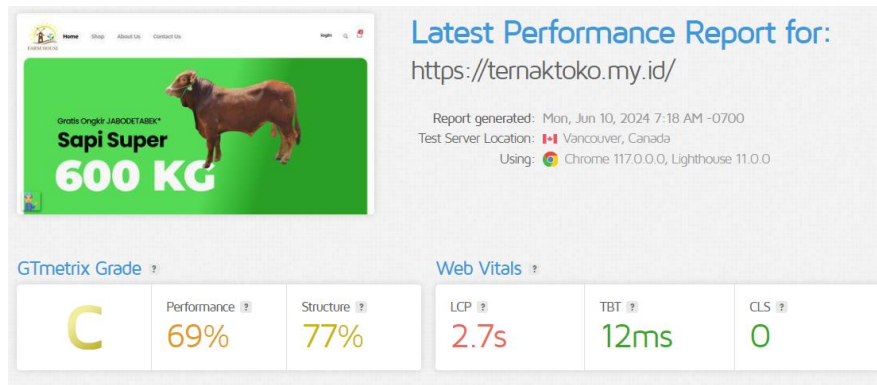 Latest Performance Report for:
https://ternaktoko.my.id/
Report generated: Mon, Jun 10, 2024 7:18 AM -0700
Test Server Location: Vancouver, Canada
Using: Chrome 117.0.0.0, Lighthouse 11.0.0
FARM HOUSE
Home Shop About Us Contact Us login
Gratis Ongkir JABODETABEK*
Sapi Super
600 KG
GTmetrix Grade ?
C
Performance ?
69%
Structure ?
77%
Web Vitals ?
LCP ?
2.7s
TBT ?
12ms
CLS ?
0